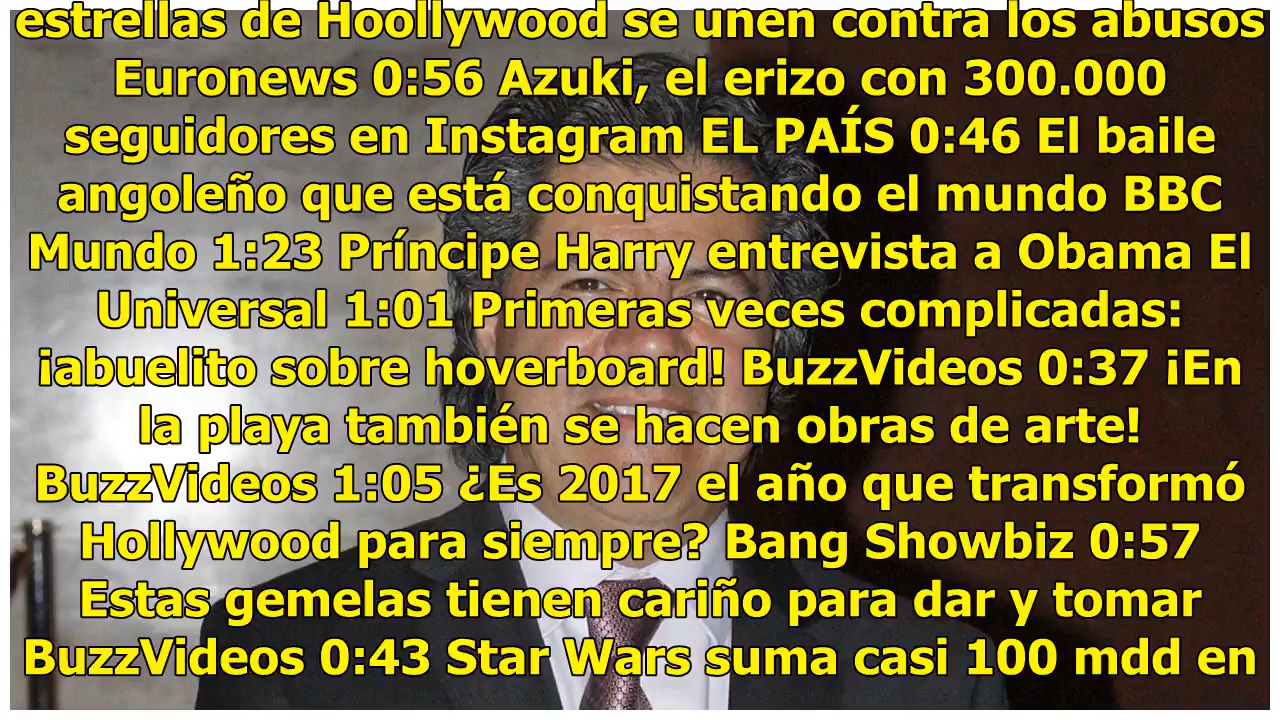 estrellas de Hoollywood se unen contra los abusos
Euronews 0:56 Azuki, el erizo con 300.000
seguidores en Instagram EL PAÍS 0:46 El baile
angoleño que está conquistando el mundo BBC
Mundo 1:23 Príncipe Harry entrevista a Obama El
Universal 1:01 Primeras veces complicadas:
¡abuelito sobre hoverboard! BuzzVideos 0:37 ¡En
la playa también se hacen obras de arte!
BuzzVideos 1:05 ¿Es 2017 el año que transformó
Hollywood para siempre? Bang Showbiz 0:57
Estas gemelas tienen cariño para dar y tomar
BuzzVideos 0:43 Star Wars suma casi 100 mdd en